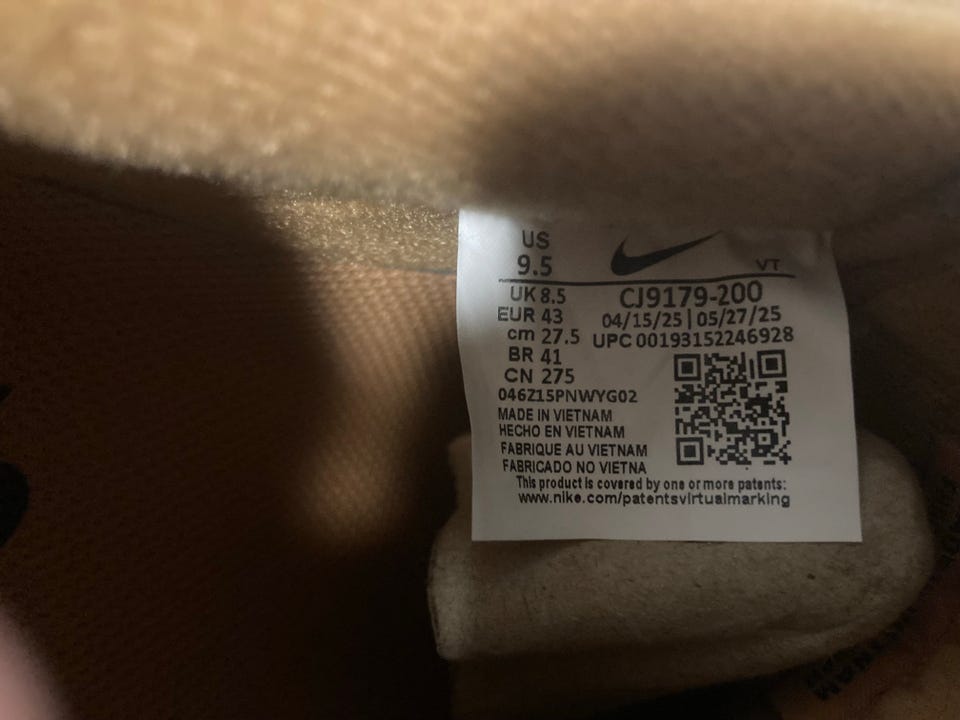 US
9.5
VT
UK 8.5
EUR 43
cm 27.5
BR 41
CN 275
CJ9179-200
04/15/25 | 05/27/25
UPC 00193152246928
046Z15PNWYG02
MADE IN VIETNAM
HECHO EN VIETNAM
FABRIQUE AU VIETNAM
FABRICADO NO VIETNA
This product is covered by one or more patents:
www.nike.com/patentsvirtualmarking